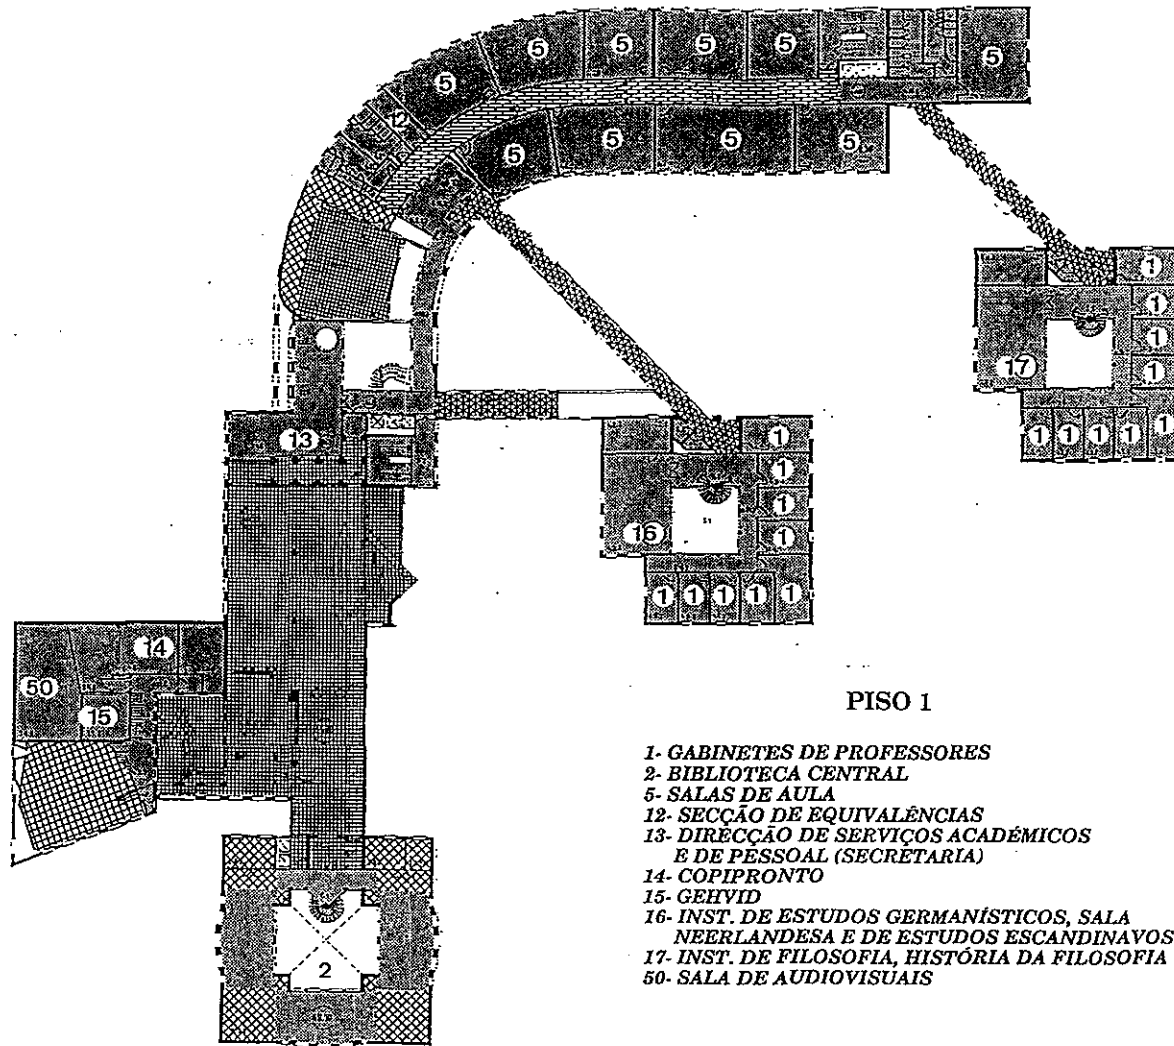 5 5 5 5 5 5
12
5 5 5 5
1
1
17 1
1
1 1 1 1 1
13
1
1
1
16 1
1 1 1 1 1
14
50
15
2
PISO 1
1- GABINETES DE PROFESSORES
2- BIBLIOTECA CENTRAL
5- SALAS DE AULA
12- SECÇÃO DE EQUIVALÊNCIAS
13- DIRECÇÃO DE SERVIÇOS ACADÉMICOS
E DE PESSOAL (SECRETARIA)
14- COPIPRONTO
15- GEHVID
16- INST. DE ESTUDOS GERMANÍSTICOS, SALA
NEERLANDESA E DE ESTUDOS ESCANDINAVOS
17- INST. DE FILOSOFIA, HISTÓRIA DA FILOSOFIA
50- SALA DE AUDIOVISUAIS